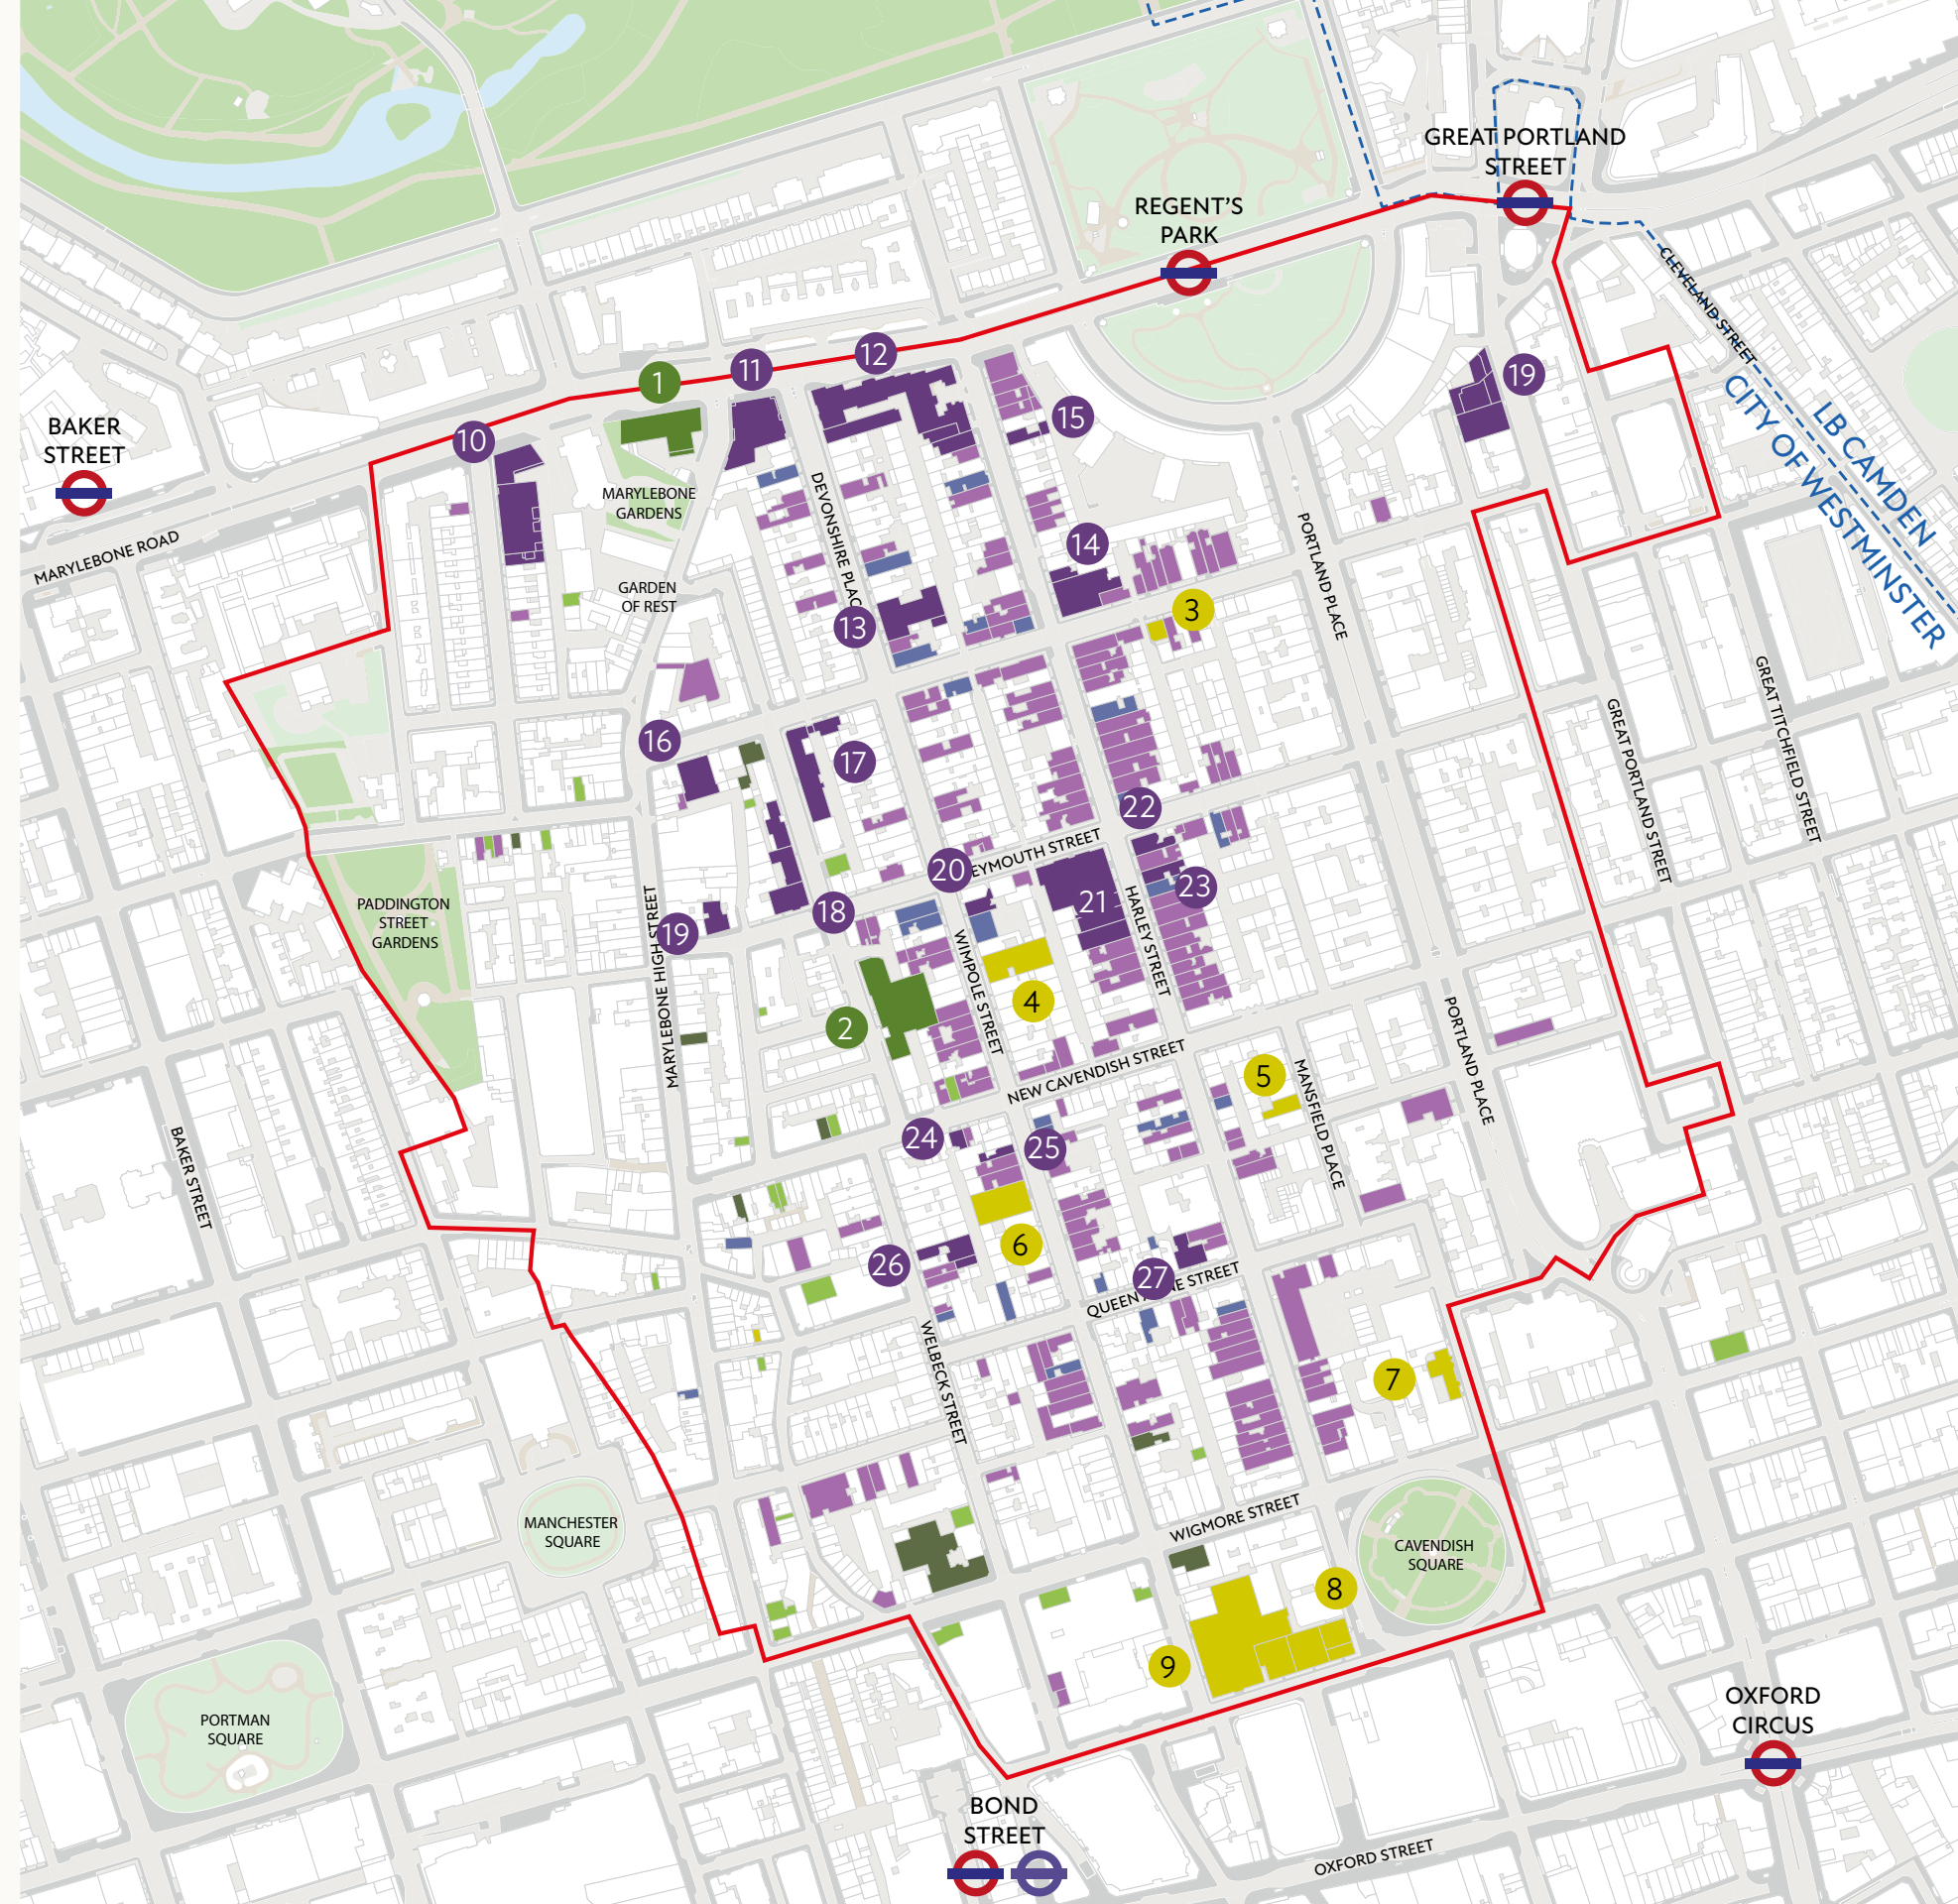 GREAT PORTLAND
STREET
REGENT'S
PARK
CLEVELAND STREET
LB CAMDEN
CITY OF WESTMINSTER
12
11
1
19
15
10
BAKER
STREET
MARYLEBONE
GARDENS
DEVONSHIRE PLAC
MARYLEBONE ROAD
14
PORTLAND PLACE
GARDEN
OF REST
3
13
16
17
GREAT PORTLAND STREET
GREAT TITCHFIELD STREET
22
EYMOUTH STREET
20
23
21
HARLEY STREET
18
19
PADDINGTON
STREET
GARDENS
MARYLEBONE HIGH STREET
WIMPOLE STREET
4
2
PORTLAND PLACE
NEW CAVENDISH STREET
5
MANSFIELD PLACE
24
25
BAKER STREET
6
26
27
QUEEN NE STREET
WELBECK STREET
7
MANCHESTER
SQUARE
WIGMORE STREET
CAVENDISH
SQUARE
8
9
PORTMAN
SQUARE
OXFORD
CIRCUS
BOND
STREET
OXFORD STREET